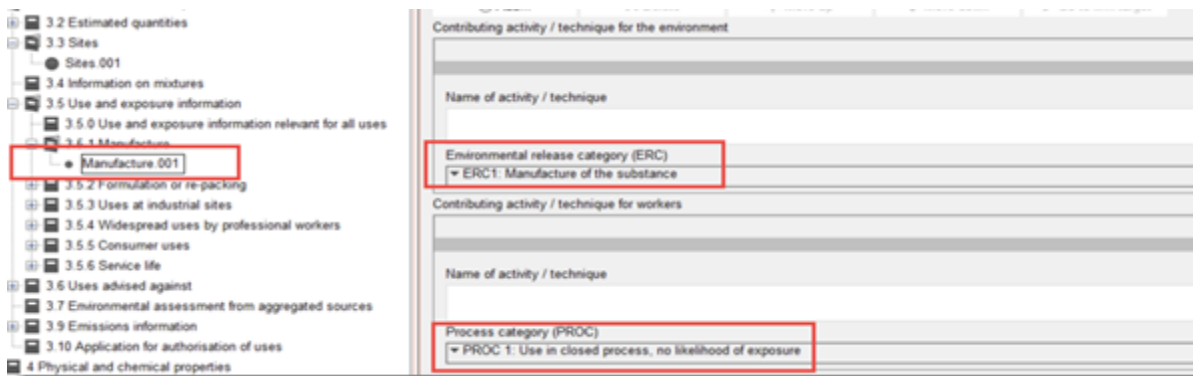 3.2 Estimated quantities
3.3 Sites
Sites.001
3.4 Information on mixtures
3.5 Use and exposure information
3.5.0 Use and exposure information relevant for all uses
3.5.1 Manufacture
Manufacture.001
3.5.2 Formulation or re-packing
3.5.3 Uses at industrial sites
3.5.4 Widespread uses by professional workers
3.5.5 Consumer uses
3.5.6 Service life
3.6 Uses advised against
3.7 Environmental assessment from aggregated sources
3.9 Emissions information
3.10 Application for authorisation of uses
4 Physical and chemical properties
Contributing activity / technique for the environment
Name of activity / technique
Environmental release category (ERC)
ERC1: Manufacture of the substance
Contributing activity / technique for workers
Name of activity / technique
Process category (PROC)
PROC 1: Use in closed process, no likelihood of exposure